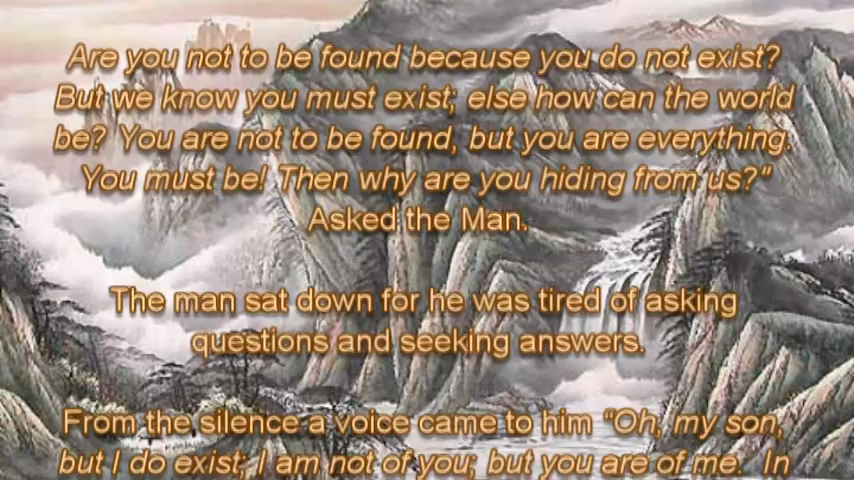 Are you not to be found because you do not exist?
But we know you must exist; else how can the world
be? You are not to be found, but you are everything.
You must be! Then why are you hiding from us?"
Asked the Man.
The man sat down for he was tired of asking
questions and seeking answers.
From the silence a voice came to him "Oh, my son,
but I do exist; I am not of you; but you are of me. In